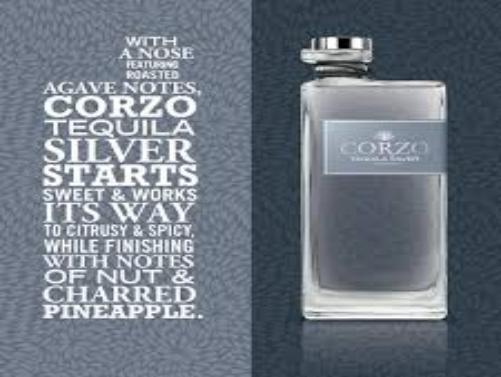 WITH
A NOSE
FEATURING
ROASTED
AGAVE NOTES,
CORZO
TEQUILA
SILVER
STARTS
SWEET & WORKS
ITS WAY
TO CITRUSY & SPICY,
WHILE FINISHING
WITH NOTES
OF NUT &
CHARRED
PINEAPPLE.
CORZO
TEQUILA SILVER